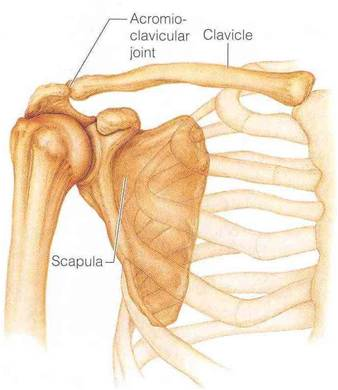 Acromio-
clavicular
joint
Clavicle
Scapula